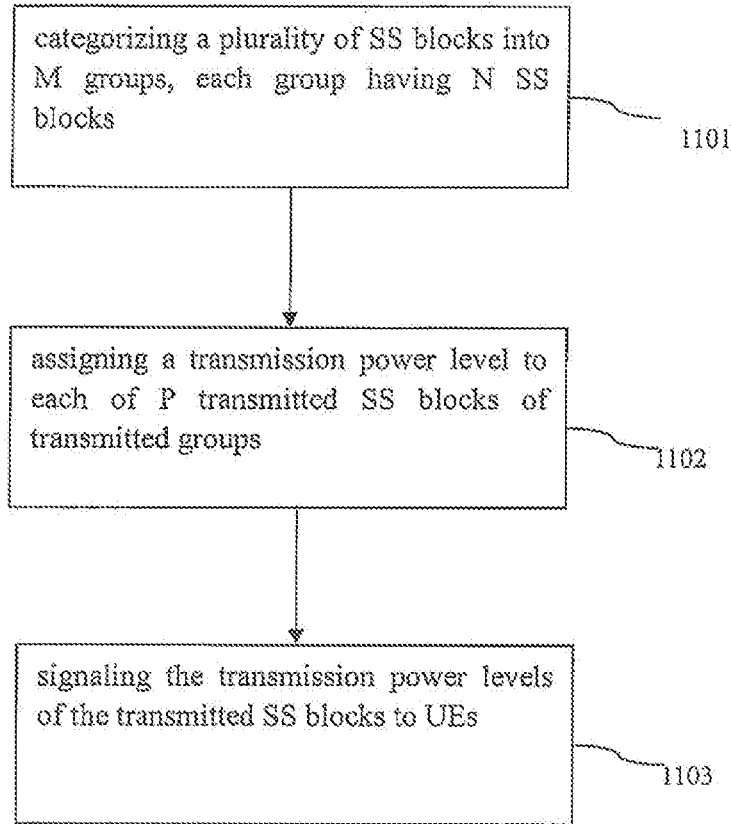 categorizing a plurality of SS blocks into
M groups, each group having N SS
blocks
1101
assigning a transmission power level to
each of P transmitted SS blocks of
transmitted groups
1102
signaling the transmission power levels
of the transmitted SS blocks to UEs
1103